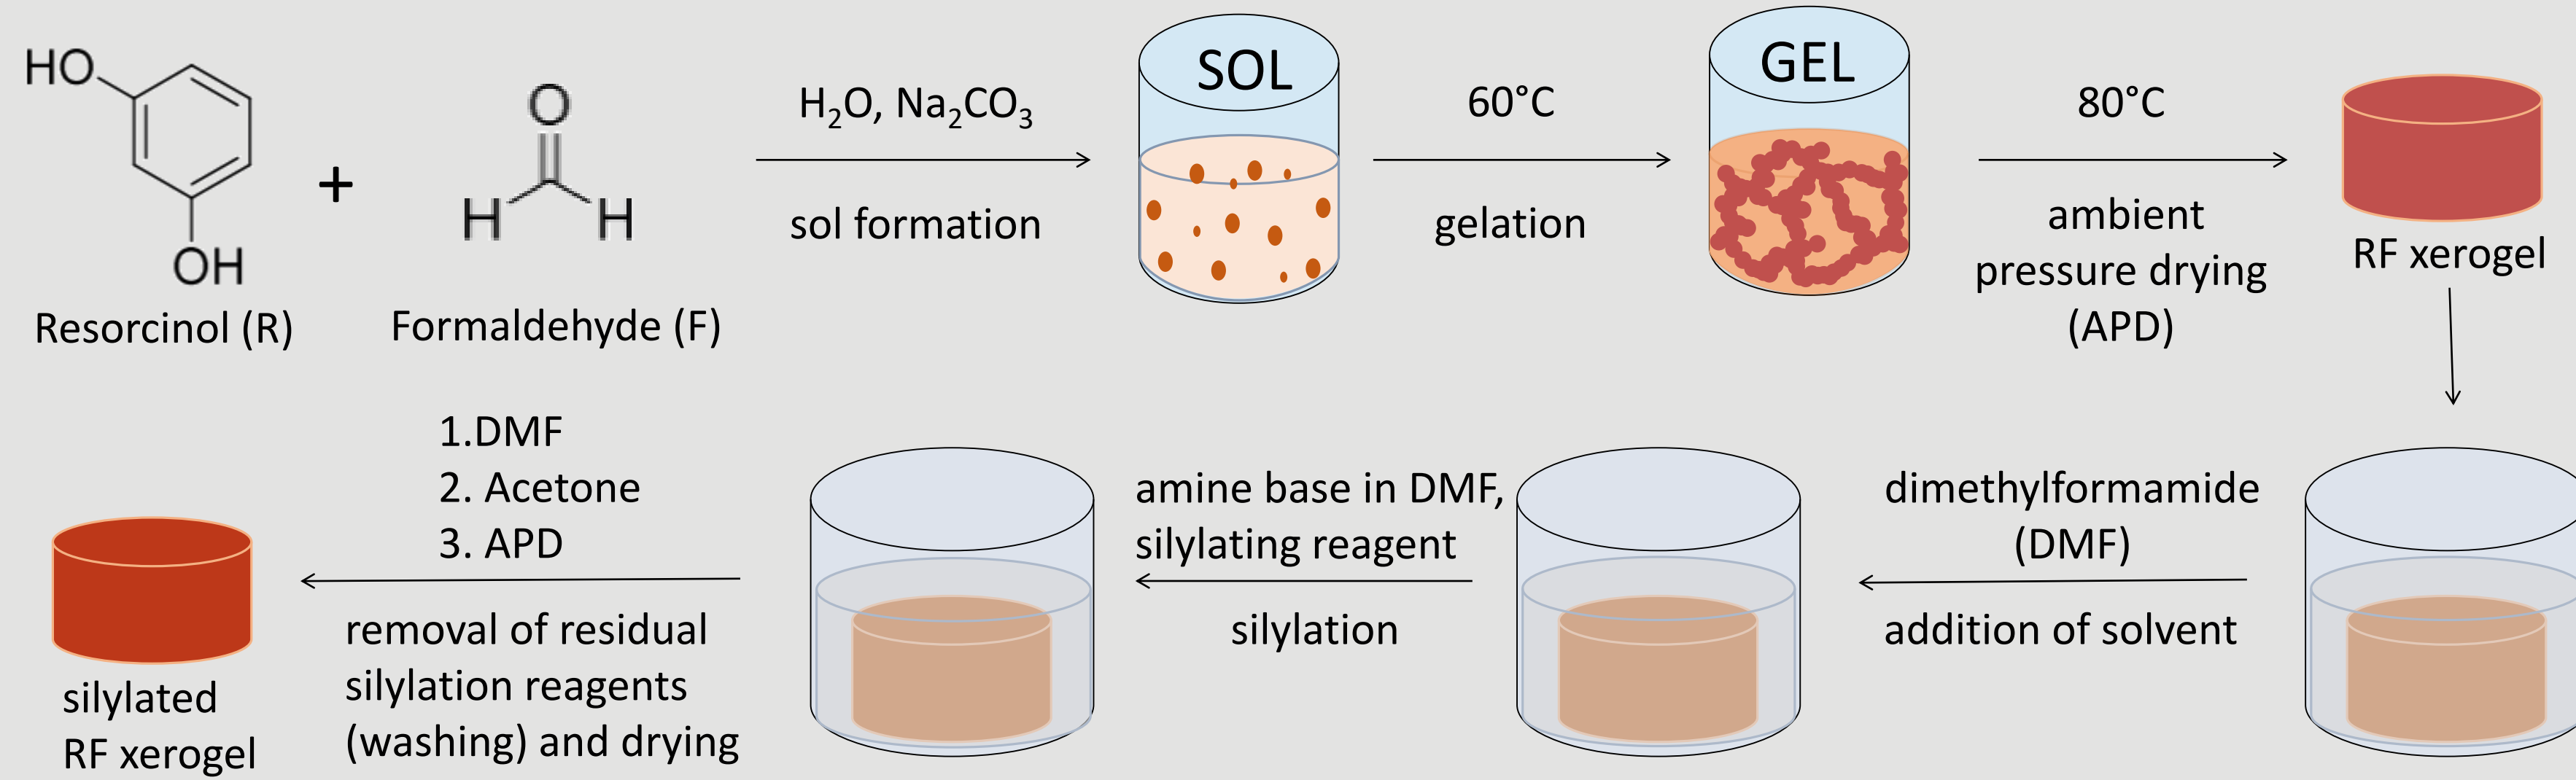 HO
OH
Resorcinol (R)
+
O
H H
Formaldehyde (F)
H₂O, Na₂CO₃
sol formation
SOL
60°C
gelation
GEL
80°C
ambient
pressure drying
(APD)
RF xerogel
dimethylformamide
(DMF)
addition of solvent
amine base in DMF,
silylating reagent
silylation
1.DMF
2. Acetone
3. APD
removal of residual
silylation reagents
(washing) and drying
silylated
RF xerogel